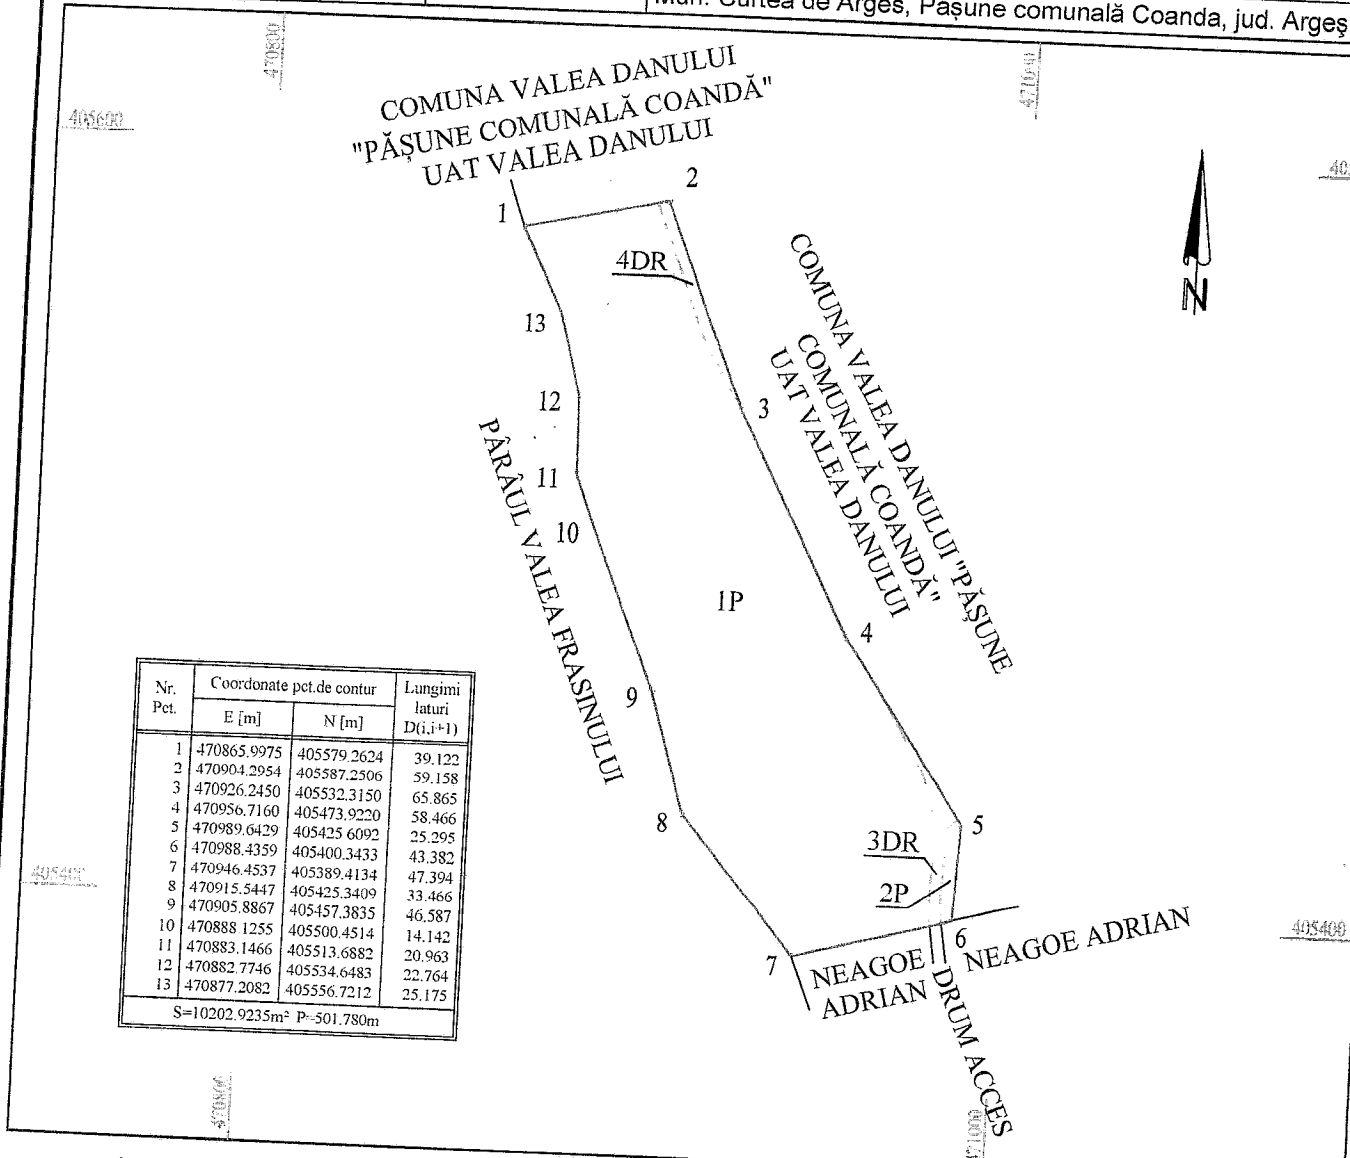 Mun. Curtea de Argeş, Păşune comunală Coanda, jud. Argeş
470800
405600
COMUNA VALEA DANULUI
"PĂȘUNE COMUNALĂ COANDĂ"
UAT VALEA DANULUI
1
2
4DR
N
COMUNA VALEA DANULUI "PĂȘUNE
COMUNALĂ COANDĂ"
UAT VALEA DANULUI
13
12
3
11
10
PÂRÂUL VALEA FRASINULUI
1P
4
9
8
5
3DR
2P
6
7
NEAGOE
ADRIAN
NEAGOE ADRIAN
DRUM ACCES
405400
405400
Nr. Pct. Coordonate pct.de contur Lungimi laturi D(i,i+1)
E [m] N [m]
1 470865.9975 405579.2624 39.122
2 470904.2954 405587.2506 59.158
3 470926.2450 405532.3150 65.865
4 470956.7160 405473.9220 58.466
5 470989.6429 405425.6092 25.295
6 470988.4359 405400.3433 43.382
7 470946.4537 405389.4134 47.394
8 470915.5447 405425.3409 33.466
9 470905.8867 405457.3835 46.587
10 470888.1255 405500.4514 14.142
11 470883.1466 405513.6882 20.963
12 470882.7746 405534.6483 22.764
13 470877.2082 405556.7212 25.175
S=10202.9235m² P=501.780m
470800
471000